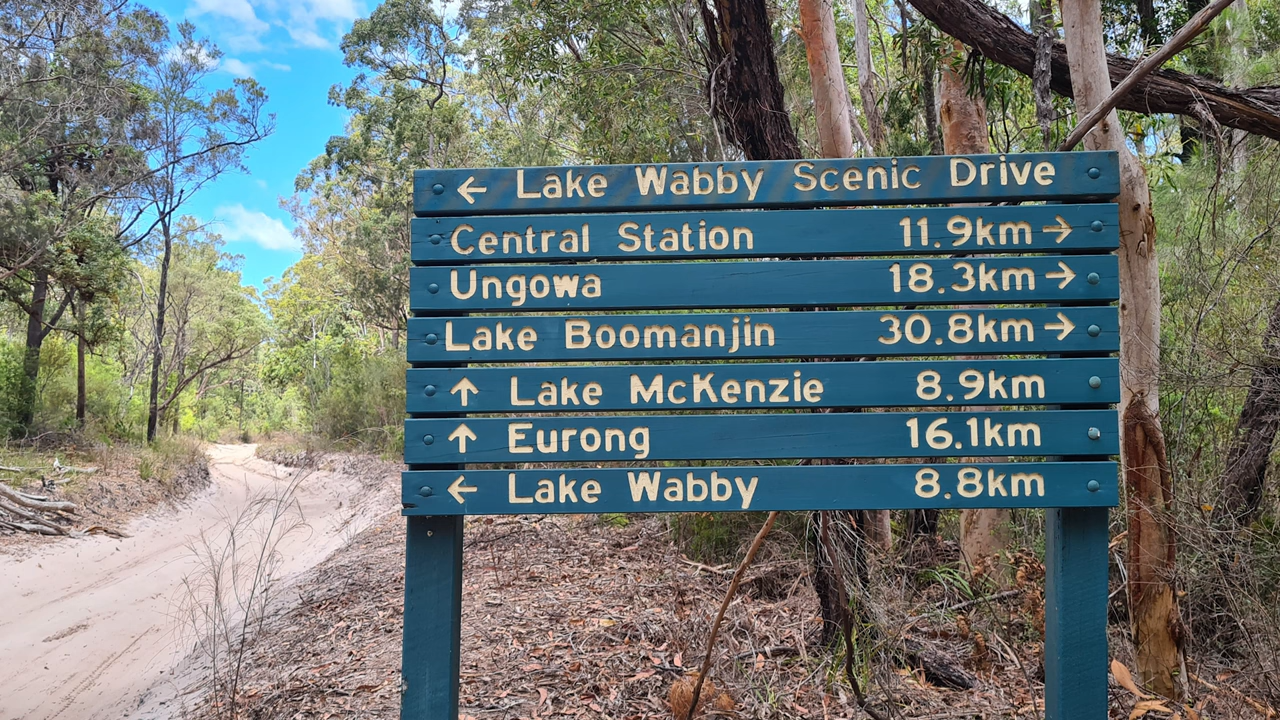 ← Lake Wabby Scenic Drive
Central Station 11.9km →
Ungowa 18.3km →
Lake Boomanjin 30.8km →
↑ Lake McKenzie 8.9km
↑ Eurong 16.1km
← Lake Wabby 8.8km